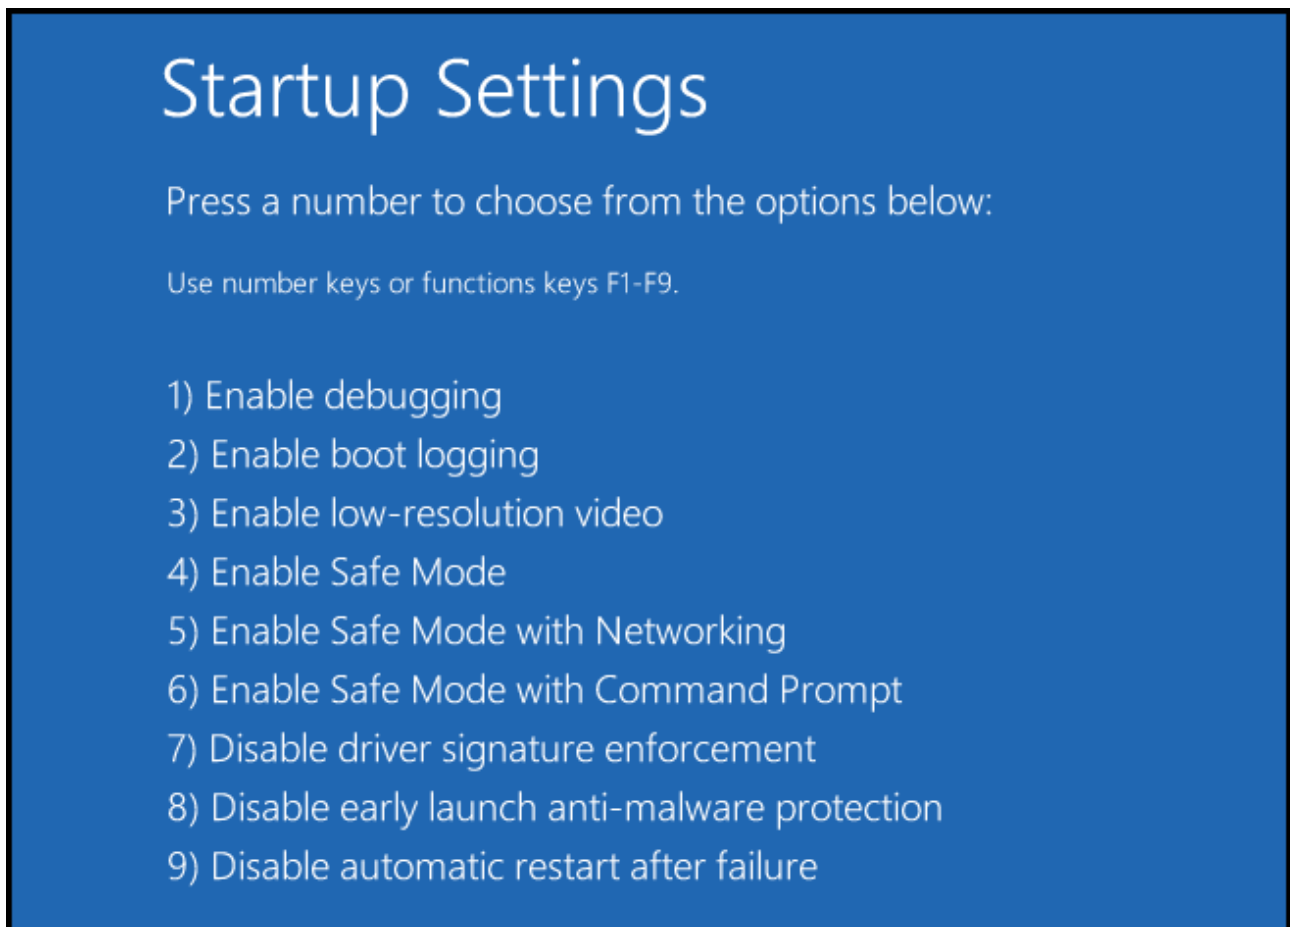 Startup Settings
Press a number to choose from the options below:
Use number keys or functions keys F1-F9.
1) Enable debugging
2) Enable boot logging
3) Enable low-resolution video
4) Enable Safe Mode
5) Enable Safe Mode with Networking
6) Enable Safe Mode with Command Prompt
7) Disable driver signature enforcement
8) Disable early launch anti-malware protection
9) Disable automatic restart after failure